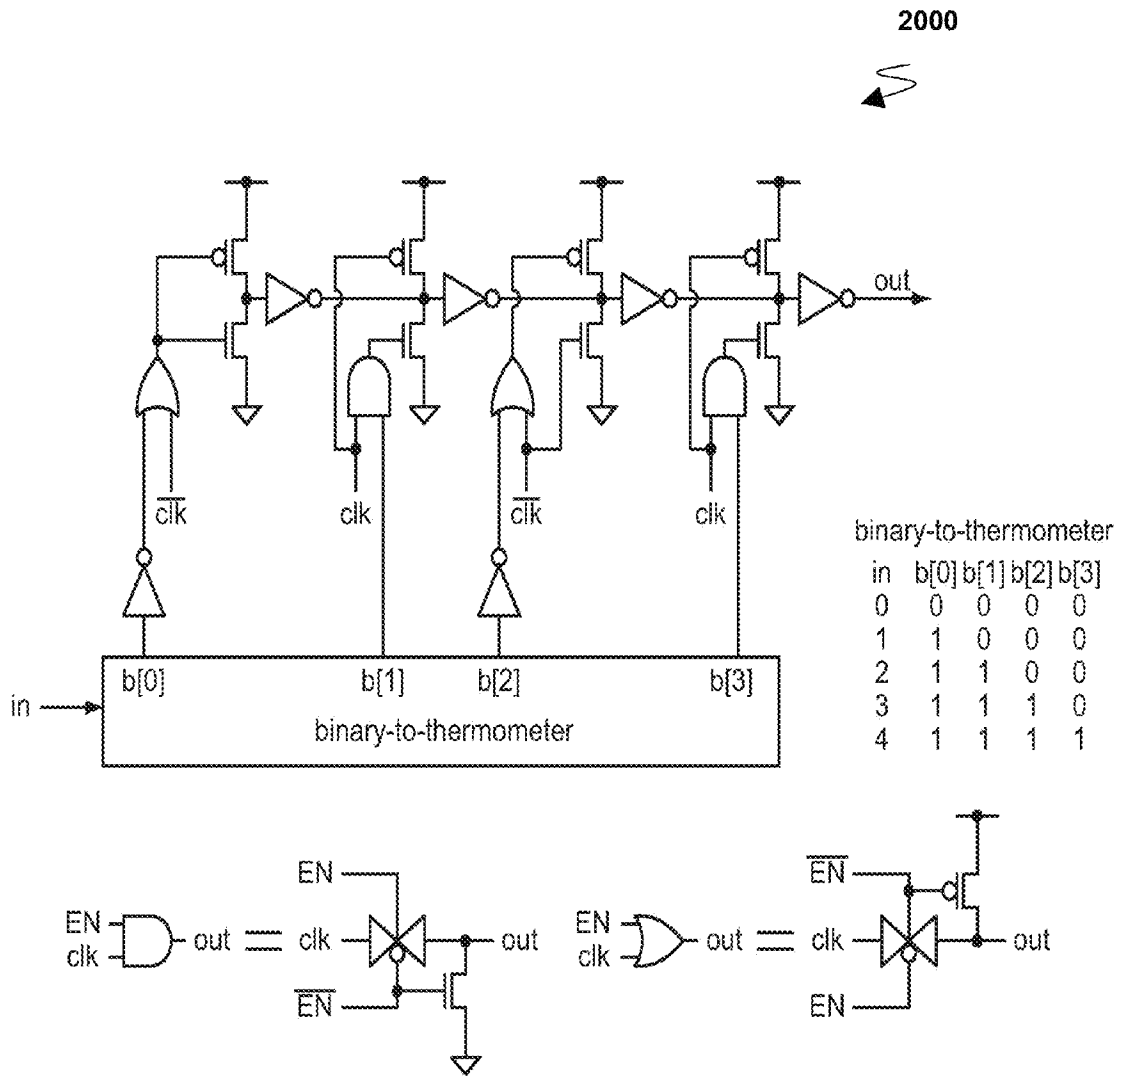 2000
out
clk
clk
clk
clk
binary-to-thermometer
in b[0] b[1] b[2] b[3]
0 0 0 0 0
1 1 0 0 0
2 1 1 0 0
3 1 1 1 0
4 1 1 1 1
b[0] b[1] b[2] b[3]
in
binary-to-thermometer
EN
EN
clk
out
=
clk
out
EN
EN
EN
clk
out
=
clk
out
EN